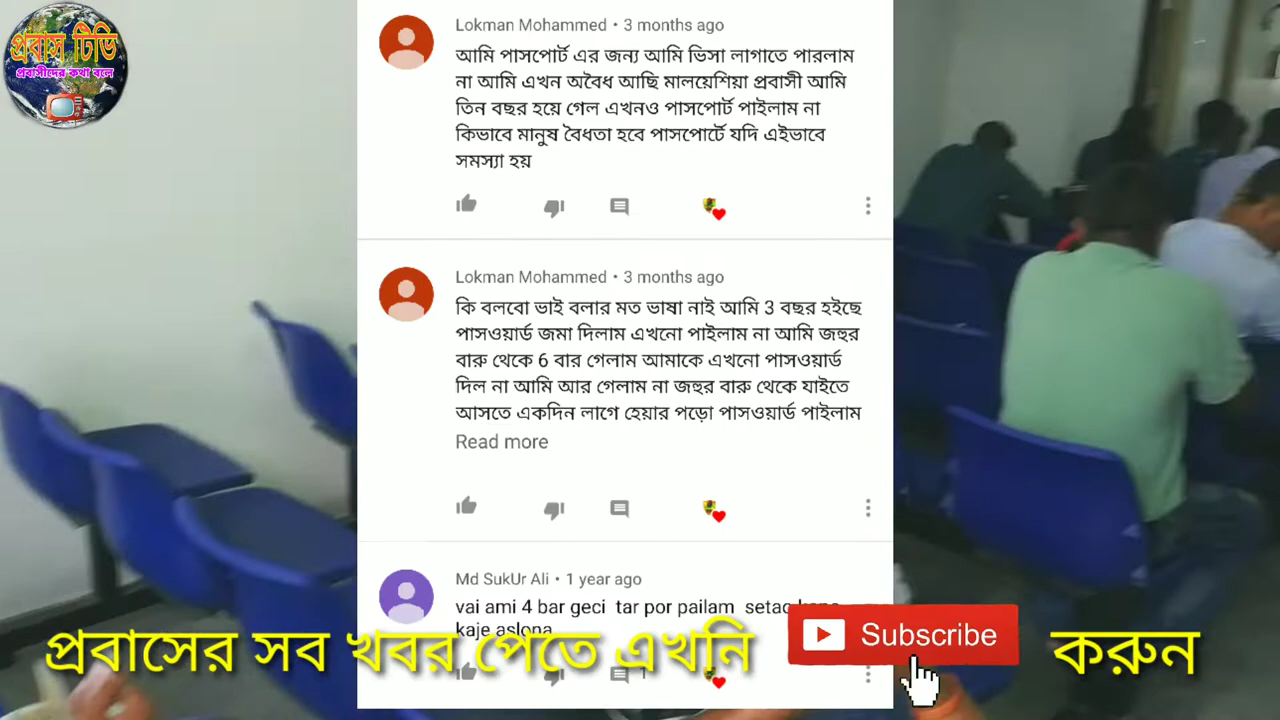 প্রবাস টিভি
প্রবাসীদের কথা বলে
Lokman Mohammed • 3 months ago
আমি পাসপোর্ট এর জন্য আমি ভিসা লাগাতে পারলাম
না আমি এখন অবৈধ আছি মালয়েশিয়া প্রবাসী আমি
তিন বছর হয়ে গেল এখনও পাসপোর্ট পাইলাম না
কিভাবে মানুষ বৈধতা হবে পাসপোর্টে যদি এইভাবে
সমস্যা হয়
Lokman Mohammed • 3 months ago
কি বলবো ভাই বলার মত ভাষা নাই আমি 3 বছর হইছে
পাসওয়ার্ড জমা দিলাম এখনো পাইলাম না আমি জহুর
বারু থেকে 6 বার গেলাম আমাকে এখনো পাসওয়ার্ড
দিল না আমি আর গেলাম না জহুর বারু থেকে যাইতে
আসতে একদিন লাগে হেয়ার পড়ো পাসওয়ার্ড পাইলাম
Read more
Md SukUr Ali • 1 year ago
vai ami 4 bar geci tar por pailam setao
kaje aslona
প্রবাসের সব খবর পেতে এখনি Subscribe করুন